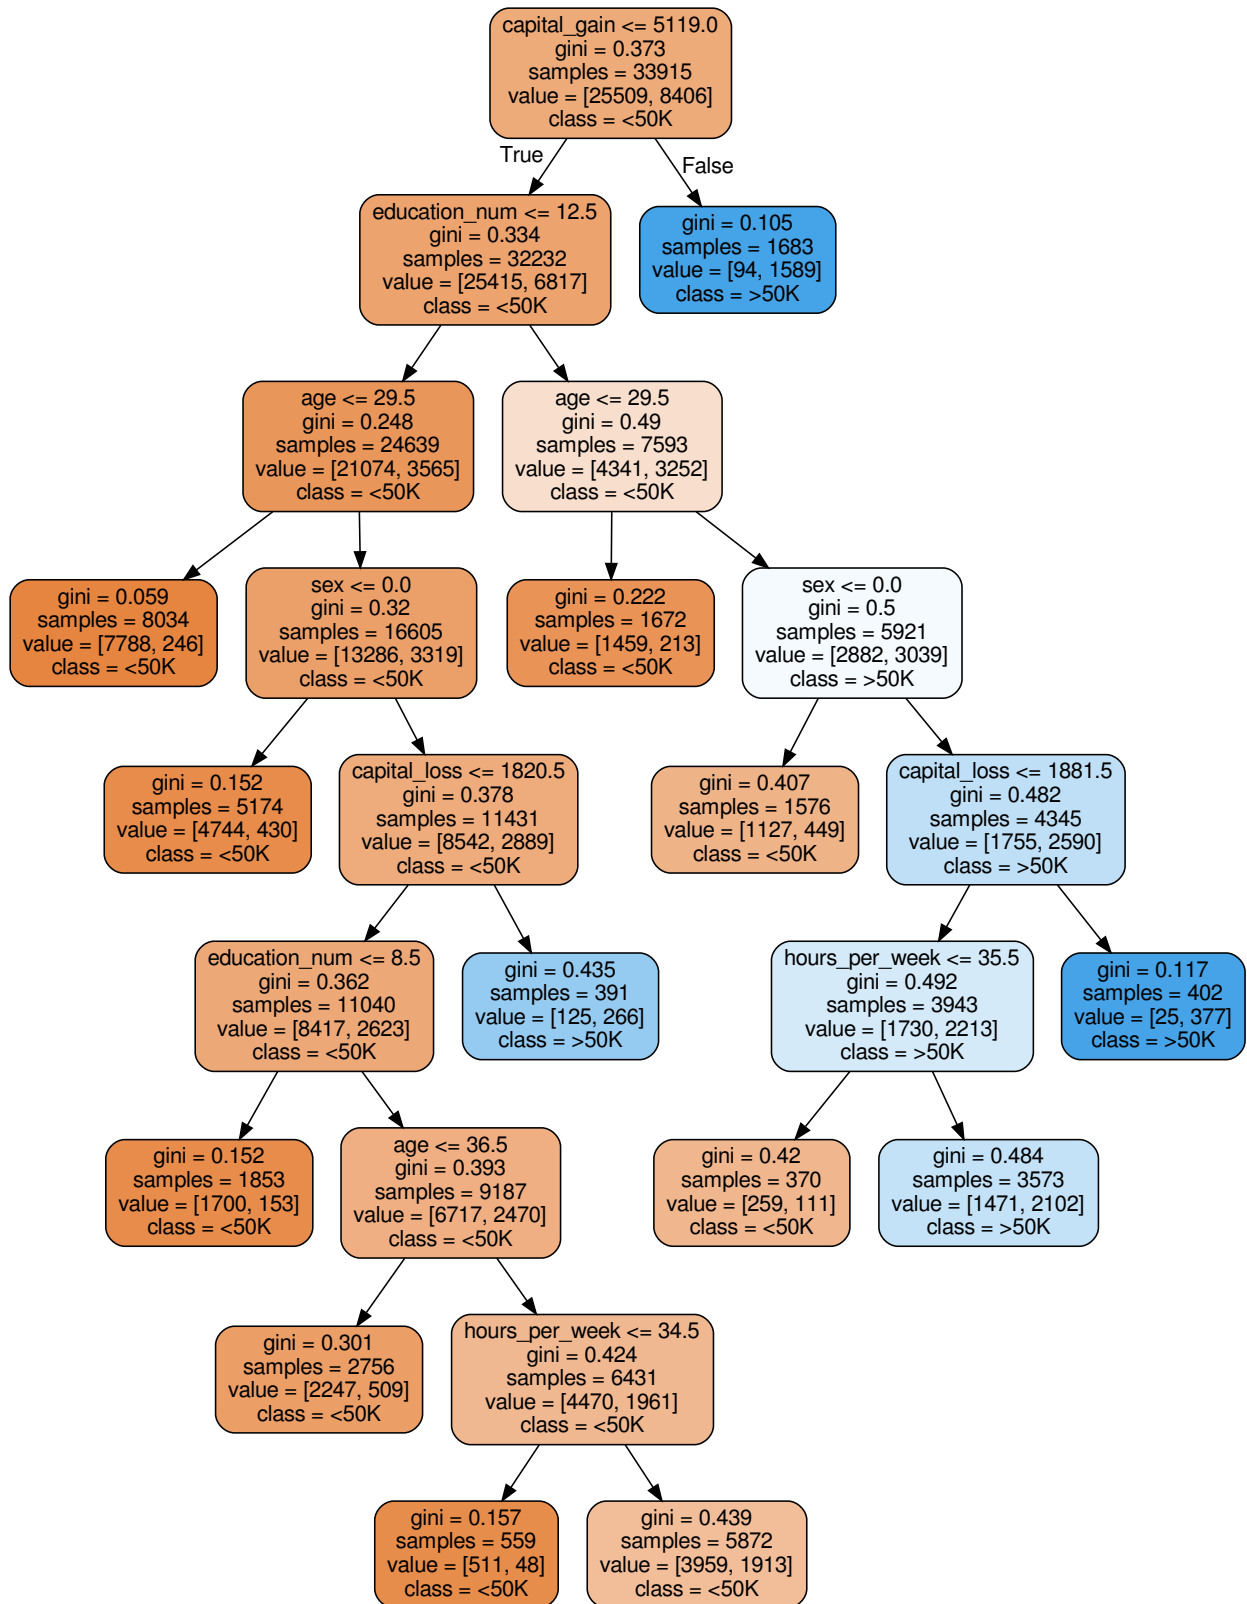 capital_gain <= 5119.0
gini = 0.373
samples = 33915
value = [25509, 8406]
class = <50K
True
False
education_num <= 12.5
gini = 0.334
samples = 32232
value = [25415, 6817]
class = <50K
gini = 0.105
samples = 1683
value = [94, 1589]
class = >50K
age <= 29.5
gini = 0.248
samples = 24639
value = [21074, 3565]
class = <50K
age <= 29.5
gini = 0.49
samples = 7593
value = [4341, 3252]
class = <50K
gini = 0.059
samples = 8034
value = [7788, 246]
class = <50K
sex <= 0.0
gini = 0.32
samples = 16605
value = [13286, 3319]
class = <50K
gini = 0.222
samples = 1672
value = [1459, 213]
class = <50K
sex <= 0.0
gini = 0.5
samples = 5921
value = [2882, 3039]
class = >50K
gini = 0.152
samples = 5174
value = [4744, 430]
class = <50K
capital_loss <= 1820.5
gini = 0.378
samples = 11431
value = [8542, 2889]
class = <50K
gini = 0.407
samples = 1576
value = [1127, 449]
class = <50K
capital_loss <= 1881.5
gini = 0.482
samples = 4345
value = [1755, 2590]
class = >50K
education_num <= 8.5
gini = 0.362
samples = 11040
value = [8417, 2623]
class = <50K
gini = 0.435
samples = 391
value = [125, 266]
class = >50K
hours_per_week <= 35.5
gini = 0.492
samples = 3943
value = [1730, 2213]
class = >50K
gini = 0.117
samples = 402
value = [25, 377]
class = >50K
gini = 0.152
samples = 1853
value = [1700, 153]
class = <50K
age <= 36.5
gini = 0.393
samples = 9187
value = [6717, 2470]
class = <50K
gini = 0.42
samples = 370
value = [259, 111]
class = <50K
gini = 0.484
samples = 3573
value = [1471, 2102]
class = >50K
gini = 0.301
samples = 2756
value = [2247, 509]
class = <50K
hours_per_week <= 34.5
gini = 0.424
samples = 6431
value = [4470, 1961]
class = <50K
gini = 0.157
samples = 559
value = [511, 48]
class = <50K
gini = 0.439
samples = 5872
value = [3959, 1913]
class = <50K